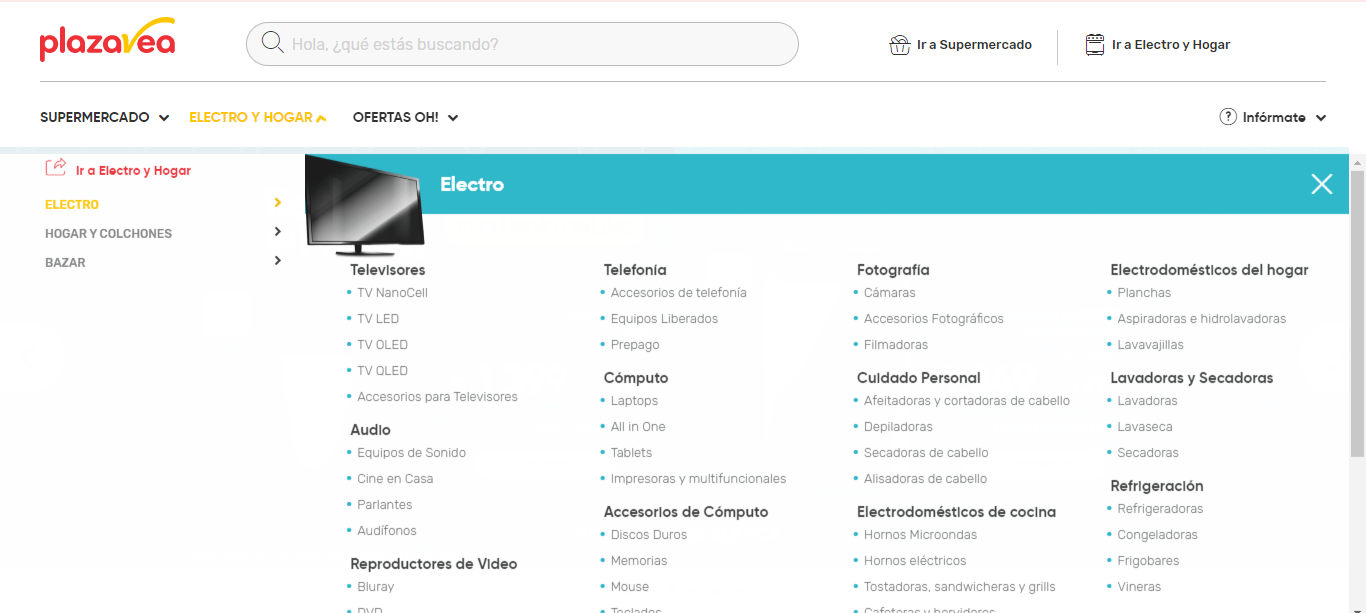 plazavea
Hola, ¿qué estás buscando?
Ir a Supermercado
Ir a Electro y Hogar
SUPERMERCADO
ELECTRO Y HOGAR
OFERTAS OH!
? Infórmate
Ir a Electro y Hogar
ELECTRO
HOGAR Y COLCHONES
BAZAR
Electro
Televisores
TV NanoCell
TV LED
TV OLED
TV QLED
Accesorios para Televisores
Audio
Equipos de Sonido
Cine en Casa
Parlantes
Audífonos
Reproductores de Video
Bluray
DVD
Telefonía
Accesorios de telefonía
Equipos Liberados
Prepago
Cómputo
Laptops
All in One
Tablets
Impresoras y multifuncionales
Accesorios de Cómputo
Discos Duros
Memorias
Mouse
Teclados
Fotografía
Cámaras
Accesorios Fotográficos
Filmadoras
Cuidado Personal
Afeitadoras y cortadoras de cabello
Depiladoras
Secadoras de cabello
Alisadoras de cabello
Electrodomésticos de cocina
Hornos Microondas
Hornos eléctricos
Tostadoras, sandwicheras y grills
Cafeteras y hervidores
Electrodomésticos del hogar
Planchas
Aspiradoras e hidrolavadoras
Lavavajillas
Lavadoras y Secadoras
Lavadoras
Lavaseca
Secadoras
Refrigeración
Refrigeradoras
Congeladoras
Frigobares
Vineras